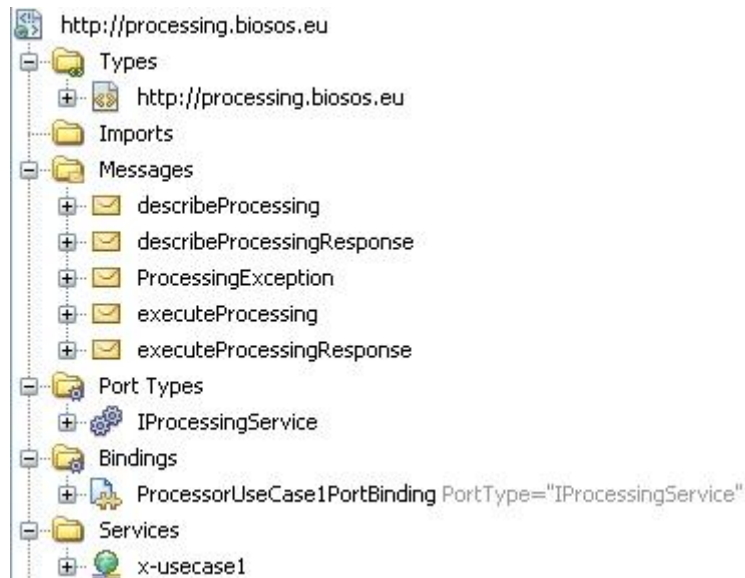 http://processing.biosos.eu
Types
http://processing.biosos.eu
Imports
Messages
describeProcessing
describeProcessingResponse
ProcessingException
executeProcessing
executeProcessingResponse
Port Types
IProcessingService
Bindings
ProcessorUseCase1PortBinding PortType="IProcessingService"
Services
x-usecase1